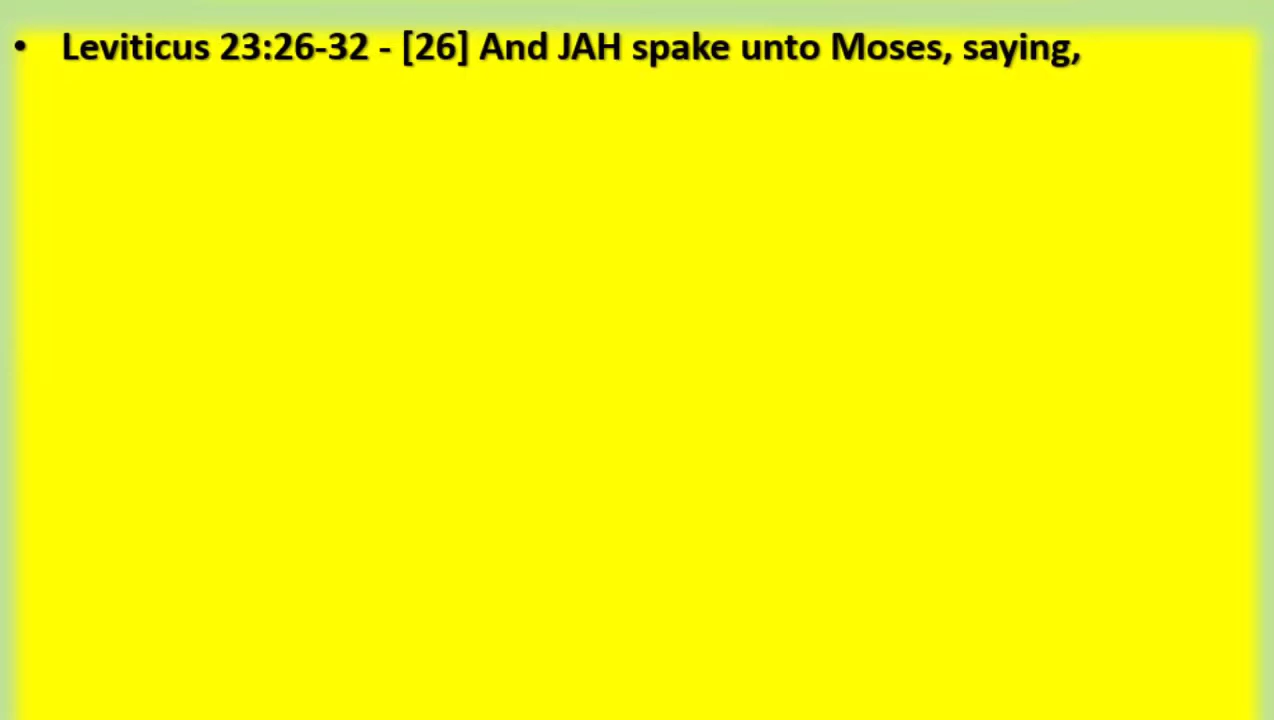 • Leviticus 23:26-32 - [26] And JAH spake unto Moses, saying,